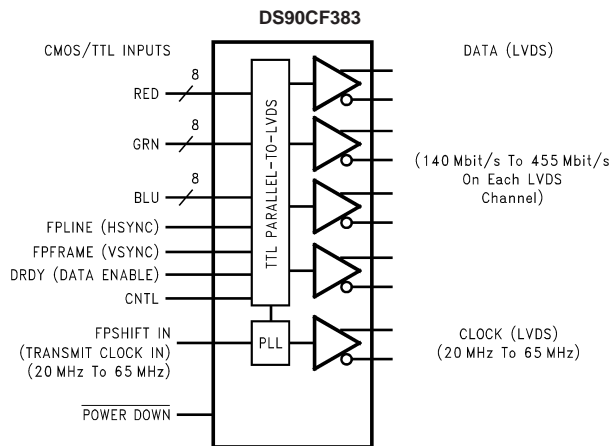 DS90CF383
CMOS/TTL INPUTS
DATA (LVDS)
8
RED
8
GRN
8
BLU
FPLINE (HSYNC)
FPFRAME (VSYNC)
DRDY (DATA ENABLE)
CNTL
TTL PARALLEL-TO-LVDS
(140 Mbit/s To 455 Mbit/s
On Each LVDS
Channel)
FPSHIFT IN
(TRANSMIT CLOCK IN)
(20 MHz To 65 MHz)
PLL
CLOCK (LVDS)
(20 MHz To 65 MHz)
POWER DOWN